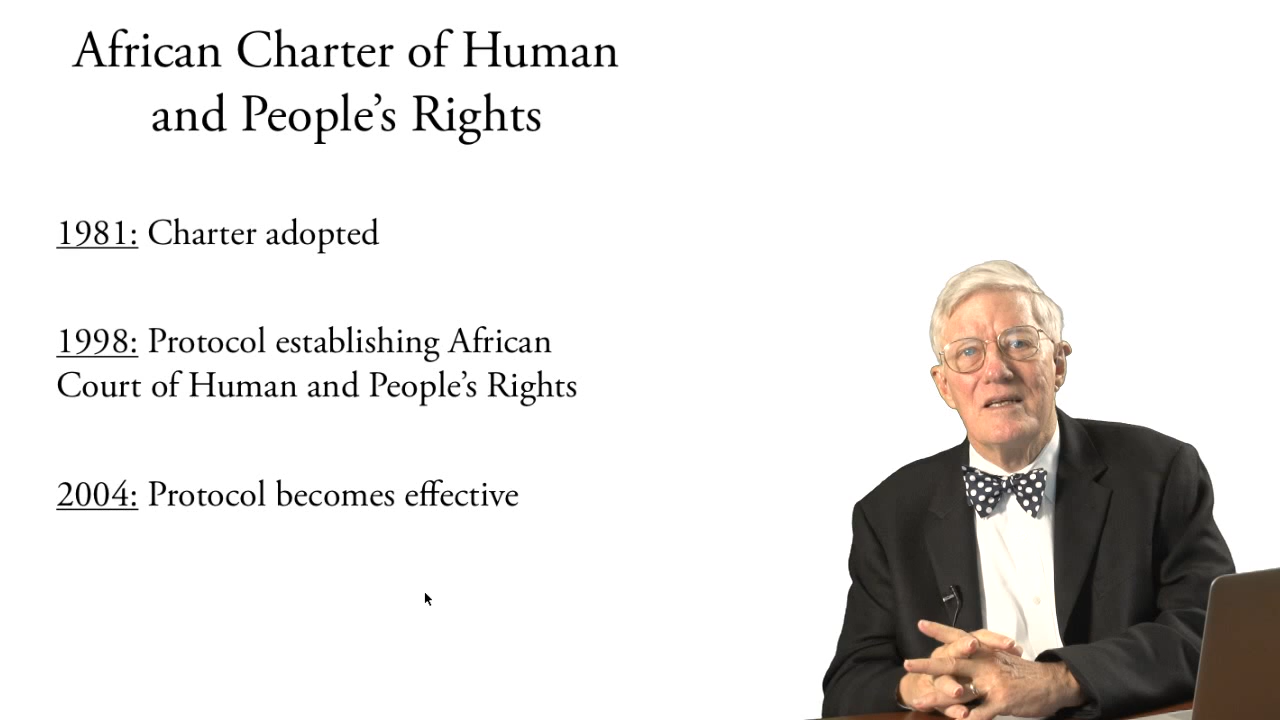 African Charter of Human
and People’s Rights
1981: Charter adopted
1998: Protocol establishing African
Court of Human and People’s Rights
2004: Protocol becomes effective